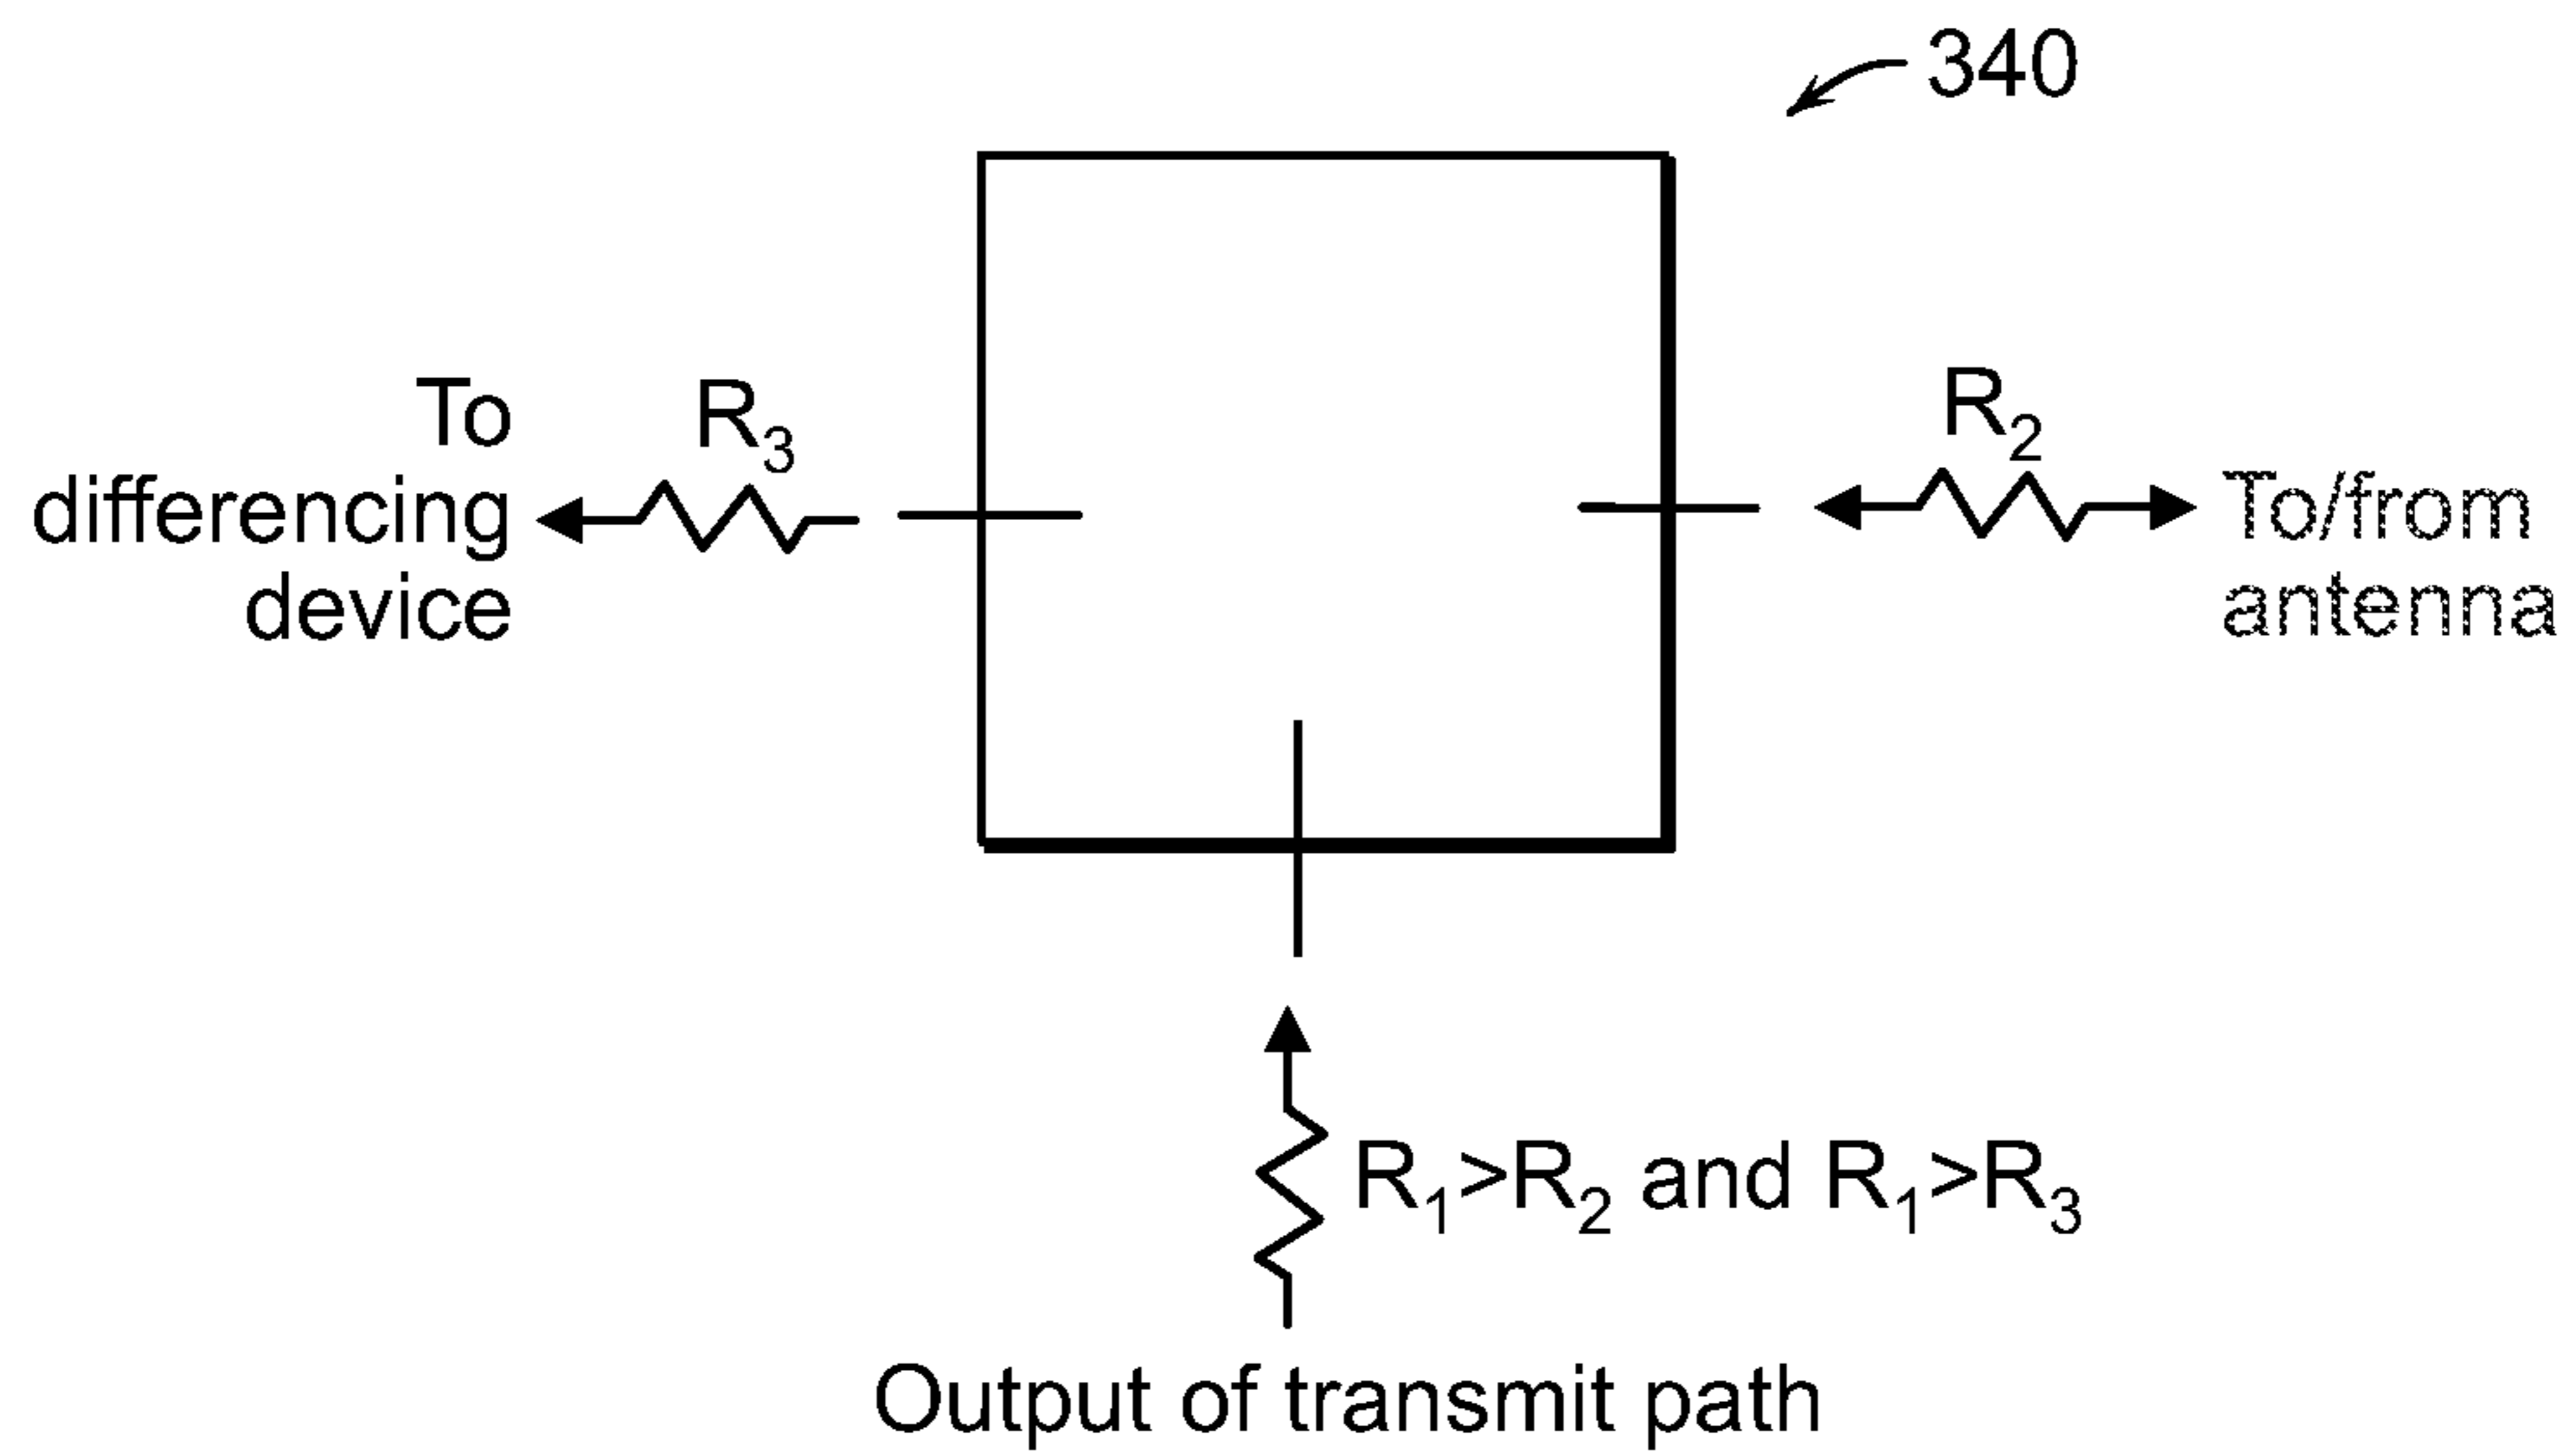 340
To
differencing
device
R₃
R₂
To/from
antenna
R₁>R₂ and R₁>R₃
Output of transmit path